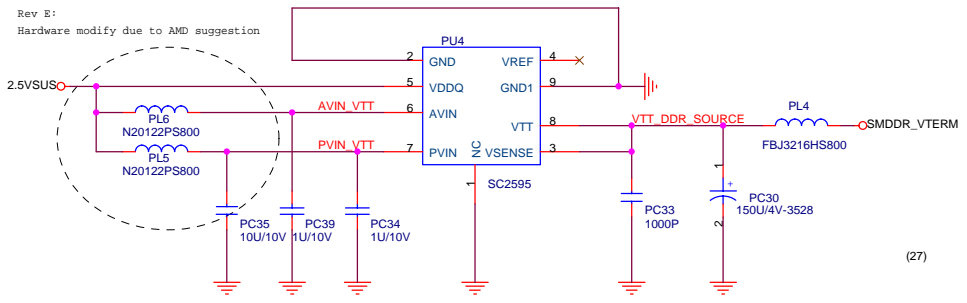 Rev E:
Hardware modify due to AMD suggestion
PU4
2 GND VREF 4
2.5VSUS 5 VDDQ GND1 9
PL6
N20122PS800
AVIN_VTT 6 AVIN
PL4
VTT 8 VTT_DDR_SOURCE SMDDR_VTERM
FBJ3216HS800
PL5
N20122PS800
PVIN_VTT 7 PVIN NC VSENSE 3
1 SC2595
1
+
PC35
10U/10V
PC39
1U/10V
PC34
1U/10V
PC33
1000P
PC30
150U/4V-3528
2
(27)